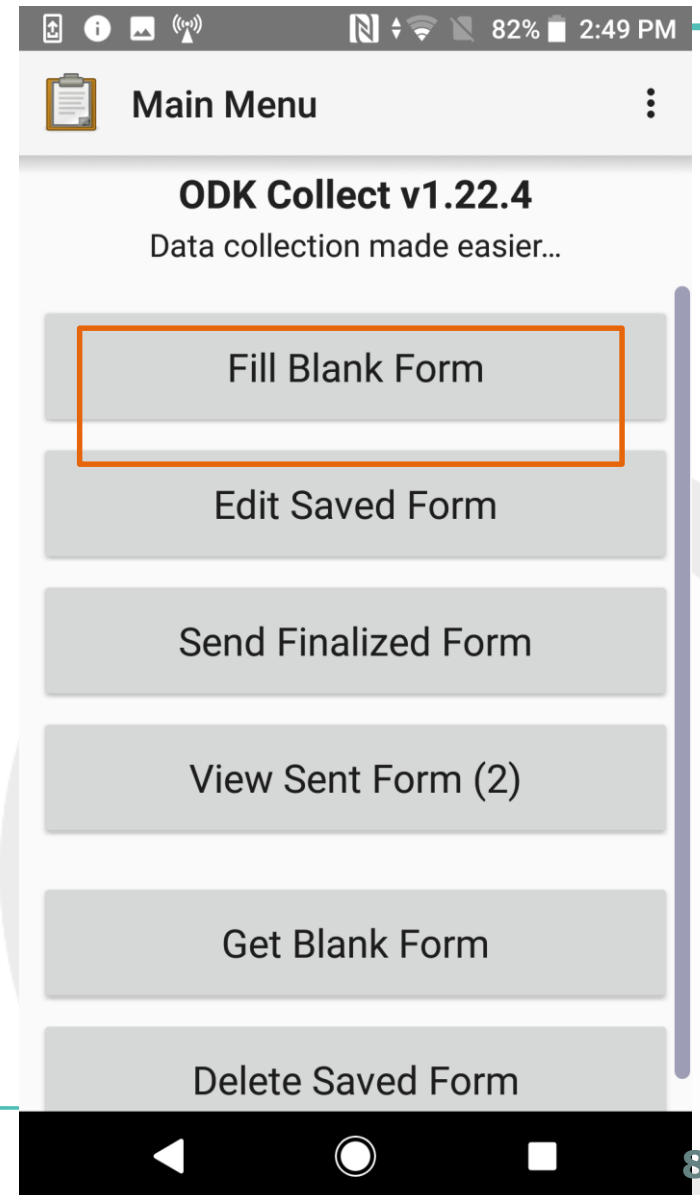 82% 2:49 PM
Main Menu
ODK Collect v1.22.4
Data collection made easier...
Fill Blank Form
Edit Saved Form
Send Finalized Form
View Sent Form (2)
Get Blank Form
Delete Saved Form
8